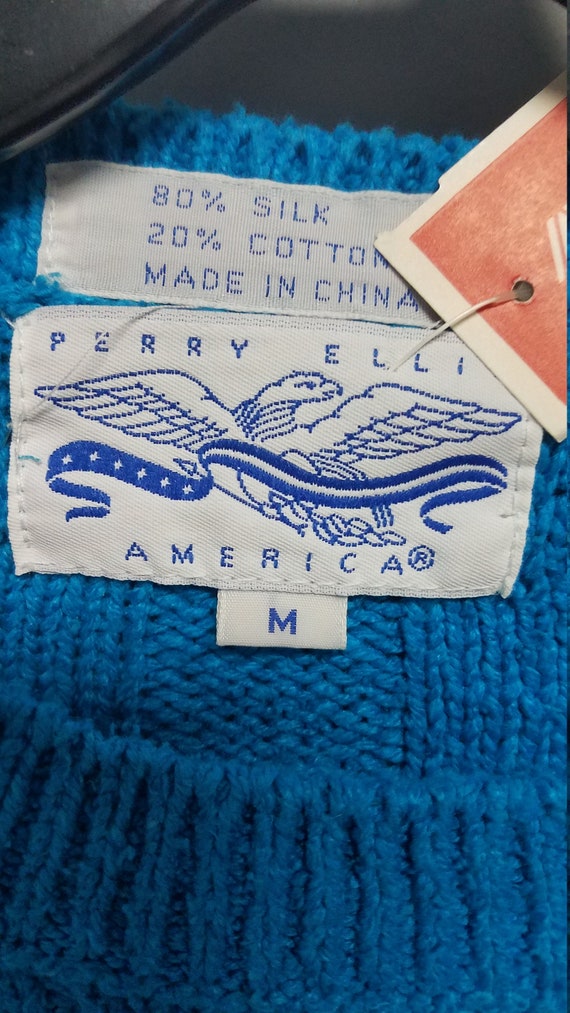 80% SILK
20% COTTON
MADE IN CHINA
PERRY ELLI
AMERICA®
M